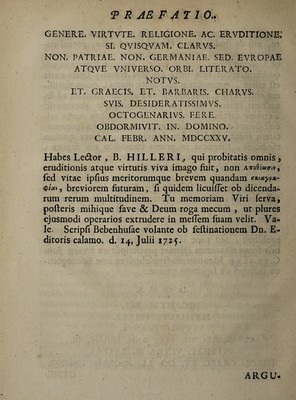 PRAEFATIO.
GENERE. VIRTVTE. RELIGIONE. AC. ERVDITIONE.
SI. QVISQVAM. CLARVS.
NON. PATRIAE. NON. GERMANIAE. SED. EVROPAE
ATQVE VNIVERSO. ORBI. LITERATO.
NOTVS.
ET. GRAECIS. ET. BARBARIS. CHARVS.
SVIS. DESIDERATISSIMVS.
OCTOGENARIVS. FERE.
OBDORMIVIT. IN. DOMINO.
CAL. FEBR. ANN. MDCCXXV.
Habes Lector, B. HILLERI, qui probitatis omnis,
eruditionis atque virtutis viva imago fuit, non
sed vitae ipsius meritorumque brevem quandam σκιαγρα-
φίαν, breviorem futuram, si quidem licuisset ob dicenda-
rum rerum multitudinem. Tu memoriam Viri serva,
posteris mihique fave & Deum roga mecum, ut plures
ejusmodi operarios extrudere in messem suam velit. Va-
le. Scripsi Bebenhusae volante ob festinationem Dn. E-
ditoris calamo. d. 14, Julii 1725.
ARGU-